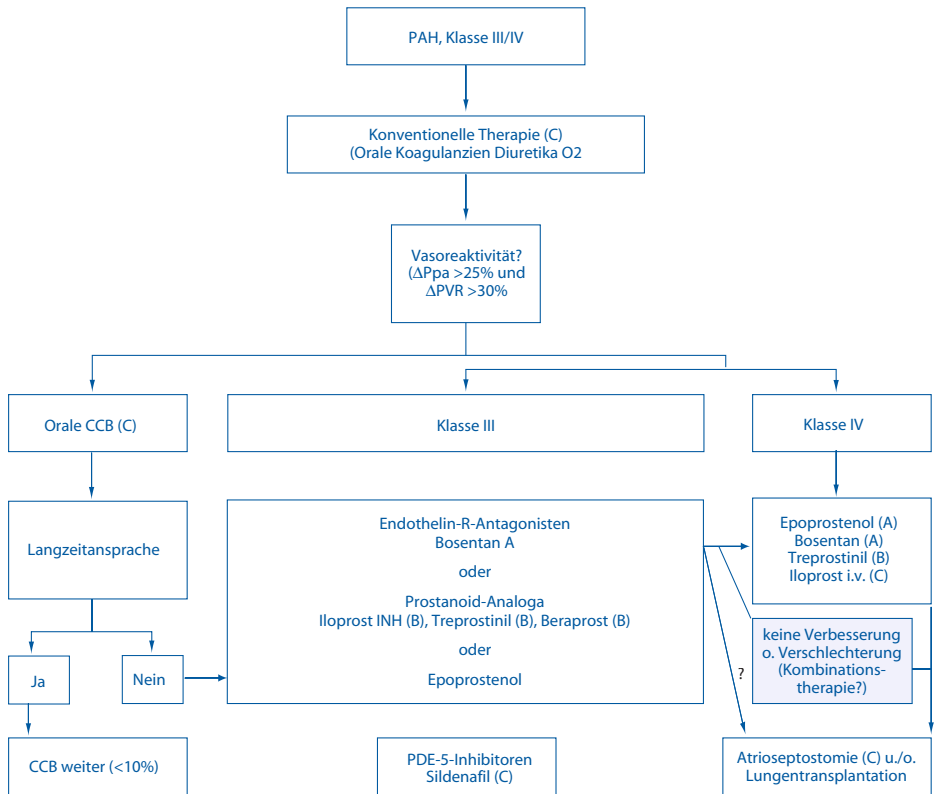 PAH, Klasse III/IV
Konventionelle Therapie (C)
(Orale Koagulanzien Diuretika O2
Vasoreaktivität?
(ΔPpa >25% und
ΔPVR >30%
Orale CCB (C)
Klasse III
Klasse IV
Langzeitansprache
Endothelin-R-Antagonisten
Bosentan A
oder
Prostanoid-Analoga
Iloprost INH (B), Treprostinil (B), Beraprost (B)
oder
Epoprostenol
Epoprostenol (A)
Bosentan (A)
Treprostinil (B)
Iloprost i.v. (C)
keine Verbesserung
o. Verschlechterung
(Kombinations-
therapie?)
?
Ja
Nein
CCB weiter (<10%)
PDE-5-Inhibitoren
Sildenafil (C)
Atrioseptostomie (C) u./o.
Lungentransplantation